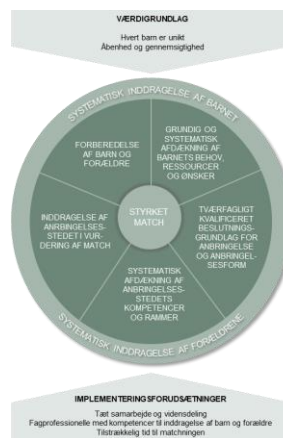 VÆRDIGRUNDLAG
Hvert barn er unikt
Åbenhed og gennemsigtighed
SYSTEMATISK INDDRAGELSE AF BARNET
FORBEREDELSE
AF BARN OG
FORÆLDRE
GRUNDIG OG
SYSTEMATISK
AFDÆKNING AF
BARNETS BEHOV,
RESSOURCER
OG ØNSKER
INDDRAGELSE AF
ANRBINGELSES-
STEDET I VUR-
DERING AF MATCH
STYRKET
MATCH
TVÆRFAGLIGT
KVALIFICERET
BESLUTNINGS-
GRUNDLAG FOR
ANBRINGELSE
OG ANBRINGEL-
SESFORM
SYSTEMATISK
AFDÆKNING AF
ANBRINGELSES-
STEDETS
KOMPETENCER
OG RAMMER
SYSTEMATISK INDDRAGELSE AF FORÆLDRENE
IMPLEMENTERINGSFORUDSÆTNINGER
Tæt samarbejde og vidensdeling
Fagprofessionelle med kompetencer til inddragelse af barn og forældre
Tilstrækkelig tid til matchningen